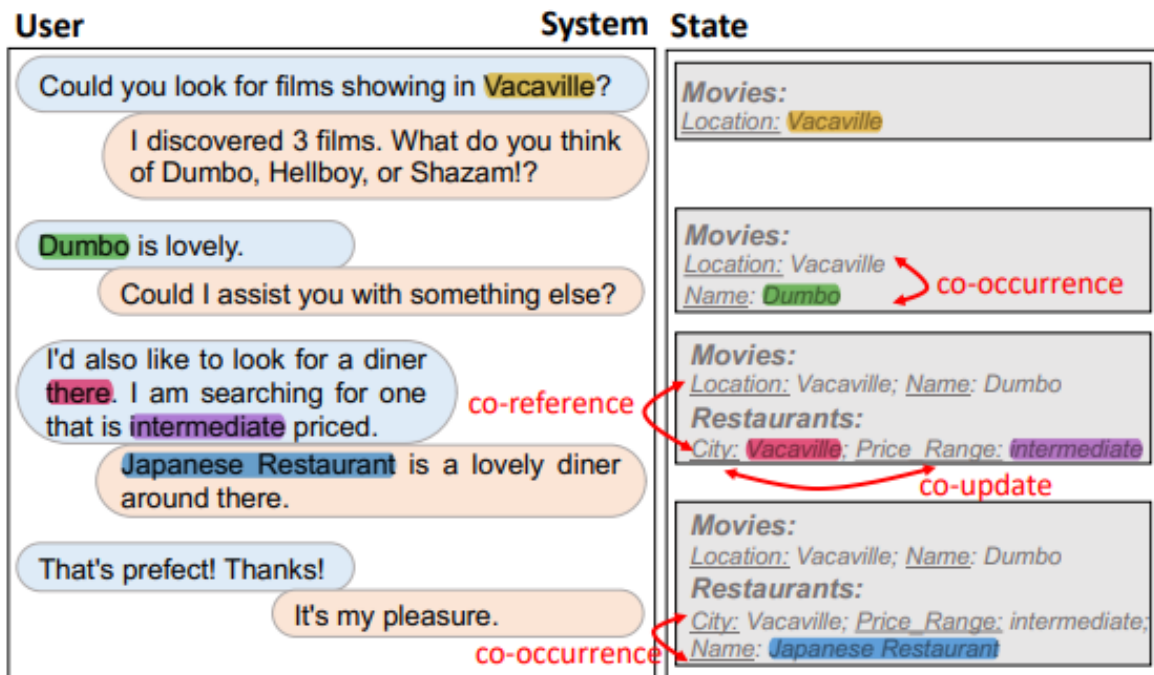 User
System
State
Could you look for films showing in Vacaville?
I discovered 3 films. What do you think
of Dumbo, Hellboy, or Shazam!?
Movies:
Location: Vacaville
Dumbo is lovely.
Could I assist you with something else?
Movies:
Location: Vacaville
Name: Dumbo
co-occurrence
I'd also like to look for a diner
there. I am searching for one
that is intermediate priced.
Japanese Restaurant is a lovely diner
around there.
co-reference
Movies:
Location: Vacaville; Name: Dumbo
Restaurants:
City: Vacaville; Price_Range: intermediate
co-update
That's prefect! Thanks!
It's my pleasure.
co-occurrence
Movies:
Location: Vacaville; Name: Dumbo
Restaurants:
City: Vacaville; Price_Range: intermediate;
Name: Japanese Restaurant